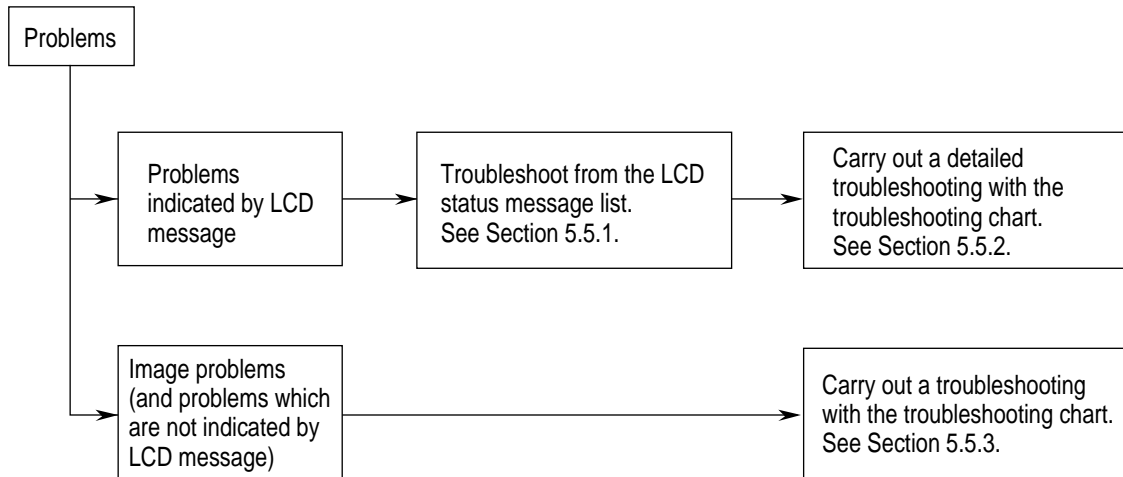 Problems
Problems
indicated by LCD
message
Troubleshoot from the LCD
status message list.
See Section 5.5.1.
Carry out a detailed
troubleshooting with the
troubleshooting chart.
See Section 5.5.2.
Image problems
(and problems which
are not indicated by
LCD message)
Carry out a troubleshooting
with the troubleshooting chart.
See Section 5.5.3.